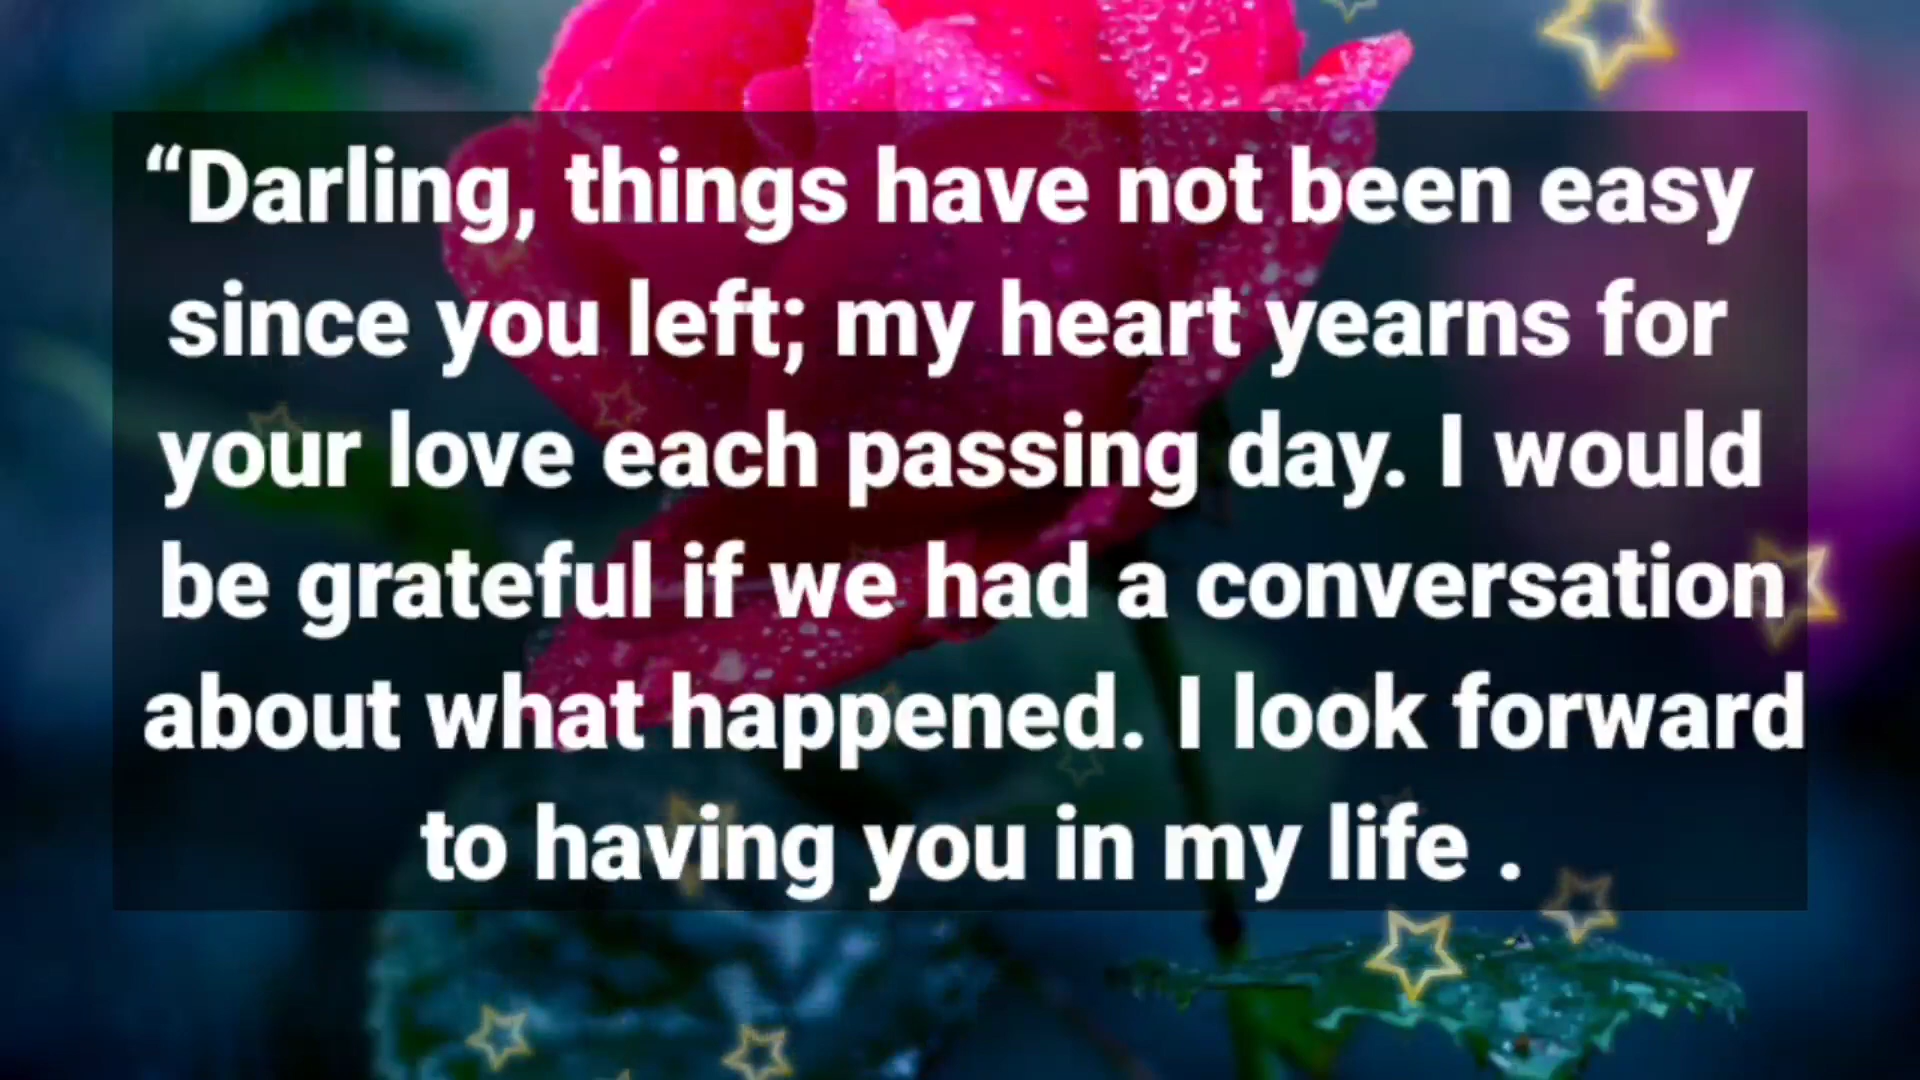 “Darling, things have not been easy
since you left; my heart yearns for
your love each passing day. I would
be grateful if we had a conversation
about what happened. I look forward
to having you in my life .